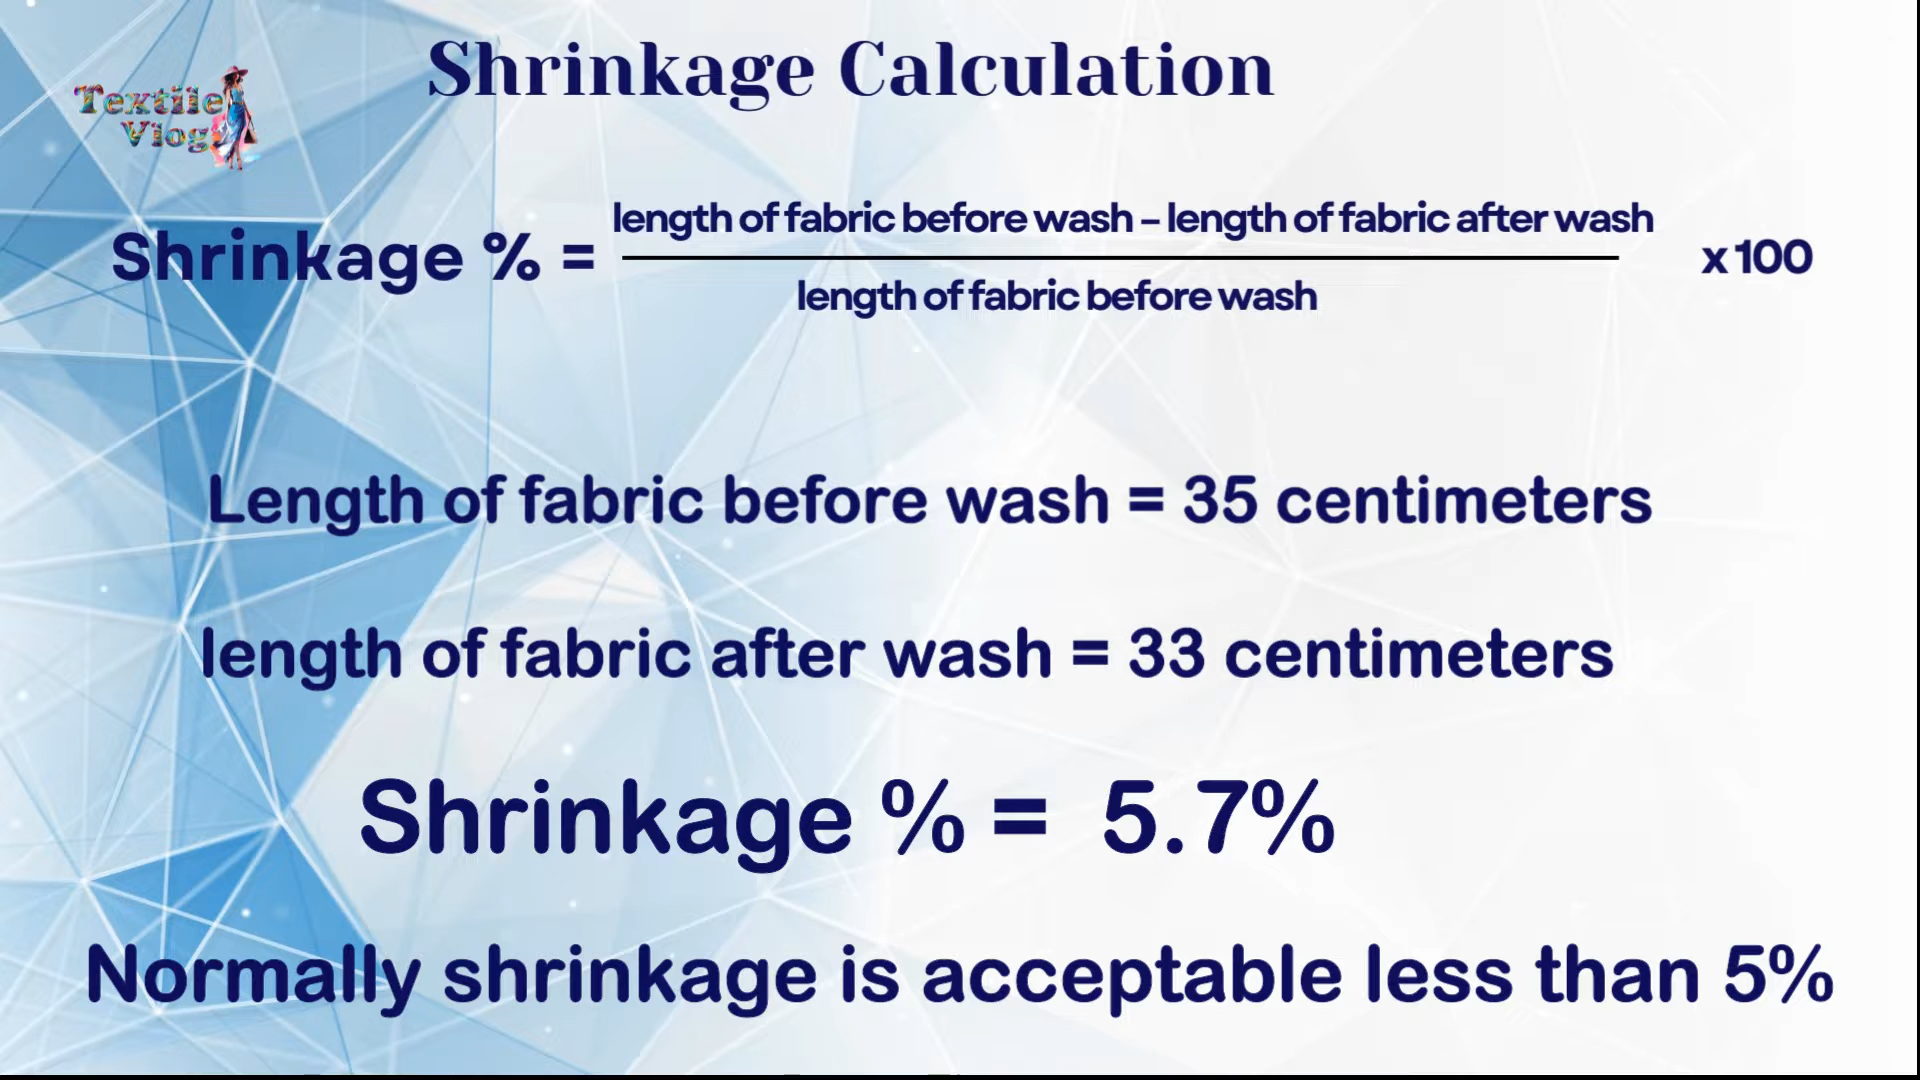 Shrinkage Calculation
Textile
Vlog
length of fabric before wash – length of fabric after wash
Shrinkage % =
x 100
length of fabric before wash
Length of fabric before wash = 35 centimeters
length of fabric after wash = 33 centimeters
Shrinkage % = 5.7%
Normally shrinkage is acceptable less than 5%